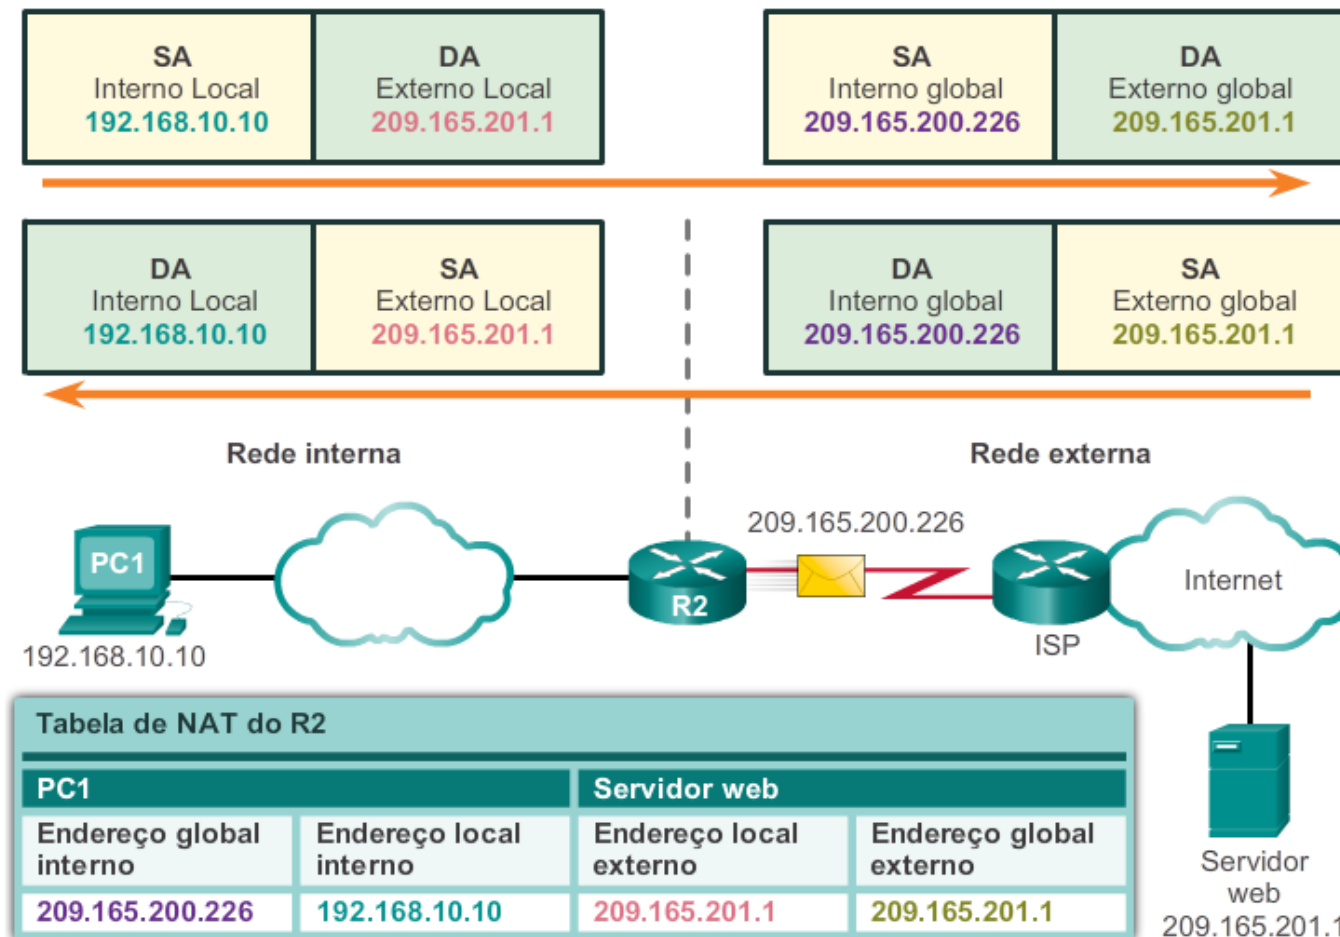 SA
Interno Local
192.168.10.10
DA
Externo Local
209.165.201.1
SA
Interno global
209.165.200.226
DA
Externo global
209.165.201.1
DA
Interno Local
192.168.10.10
SA
Externo Local
209.165.201.1
DA
Interno global
209.165.200.226
SA
Externo global
209.165.201.1
Rede interna
Rede externa
209.165.200.226
PC1
R2
Internet
192.168.10.10
ISP
Tabela de NAT do R2
PC1
Servidor web
Endereço global
interno
Endereço local
interno
Endereço local
externo
Endereço global
externo
209.165.200.226
192.168.10.10
209.165.201.1
209.165.201.1
Servidor
web
209.165.201.1